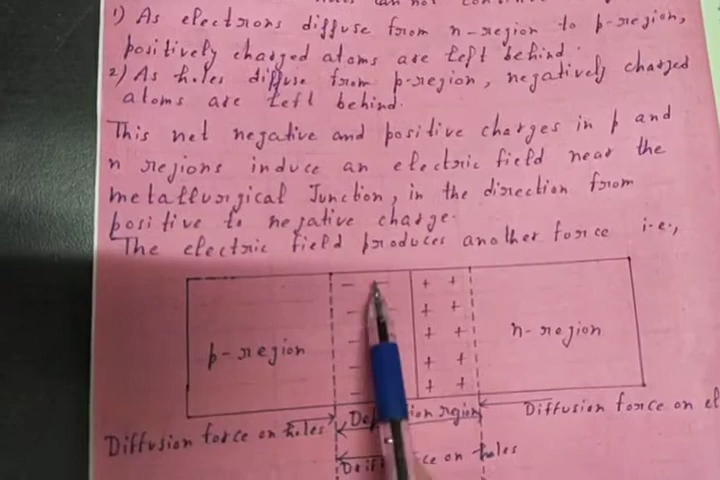 1) As electrons diffuse from n-region to p-region,
positively charged atoms are left behind.
2) As holes diffuse from p-region, negatively charged
atoms are left behind.
This net negative and positive charges in p and
n regions induce an electric field near the
metallurgical Junction, in the direction from
positive to negative charge.
The electric field produces another force i.e.,
- -   + +
-   + +
p-region   -   + +   n-region
-   + +
-   + +
Diffusion force on holes   region   Diffusion force on
on holes